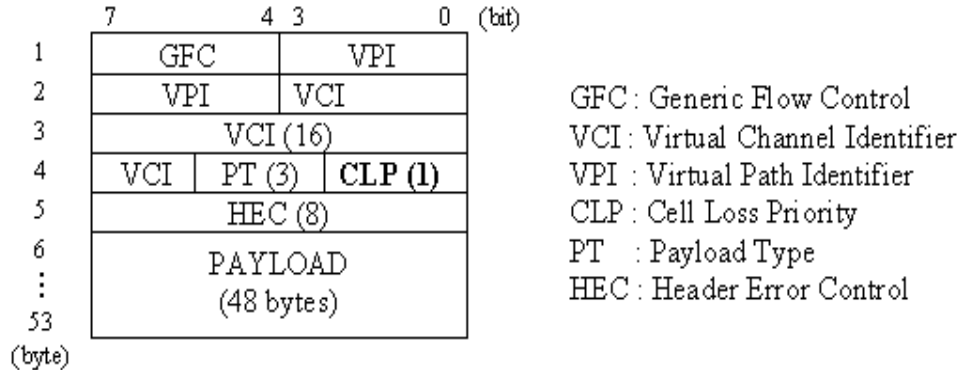 7 4 3 0 (bit)
1 GFC VPI
2 VPI VCI
3 VCI (16)
4 VCI PT (3) CLP (1)
5 HEC (8)
6 PAYLOAD
⋮ (48 bytes)
53
(byte)
GFC : Generic Flow Control
VCI : Virtual Channel Identifier
VPI : Virtual Path Identifier
CLP : Cell Loss Priority
PT : Payload Type
HEC : Header Error Control